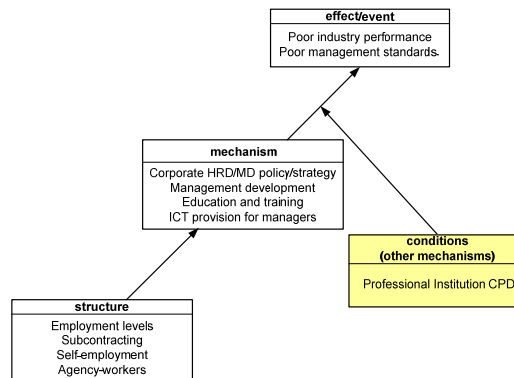 effect/event
Poor industry performance
Poor management standards.
mechanism
Corporate HRD/MD policy/strategy
Management development
Education and training
ICT provision for managers
conditions
(other mechanisms)
Professional Institution CPD
structure
Employment levels
Subcontracting
Self-employment
Agency-workers